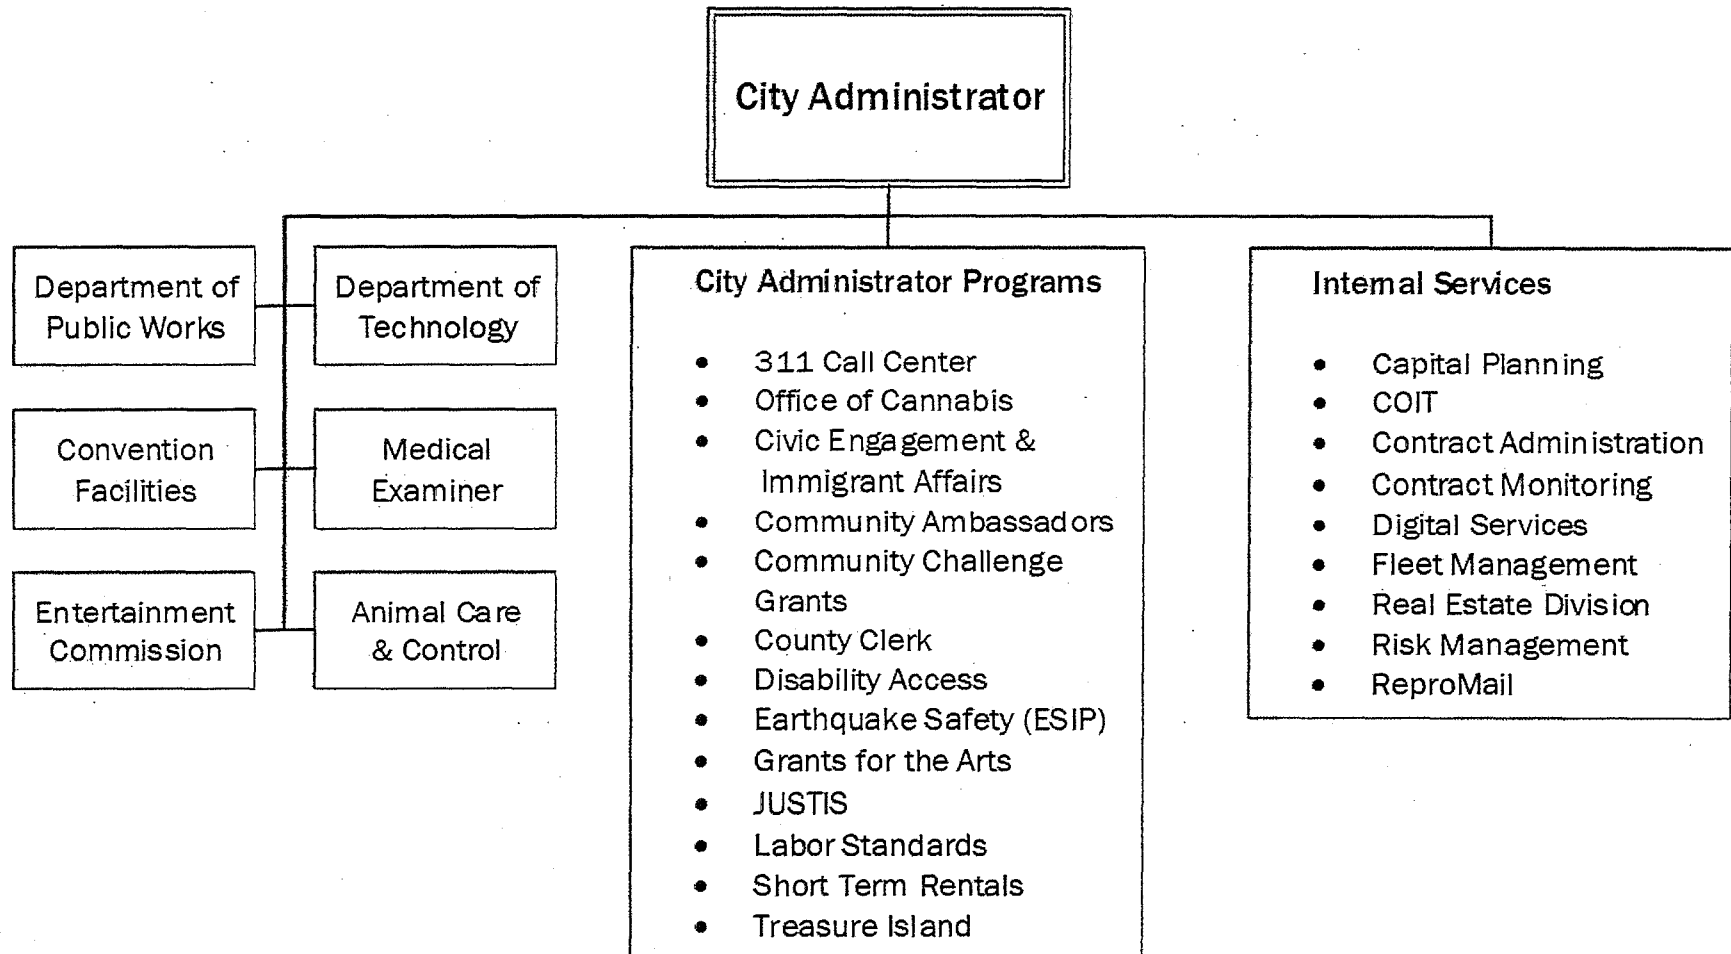 City Administrator
Department of
Public Works
Department of
Technology
Convention
Facilities
Medical
Examiner
Entertainment
Commission
Animal Care
& Control
City Administrator Programs
• 311 Call Center
• Office of Cannabis
• Civic Engagement &
Immigrant Affairs
• Community Ambassadors
• Community Challenge
Grants
• County Clerk
• Disability Access
• Earthquake Safety (ESIP)
• Grants for the Arts
• JUSTIS
• Labor Standards
• Short Term Rentals
• Treasure Island
Internal Services
• Capital Planning
• COIT
• Contract Administration
• Contract Monitoring
• Digital Services
• Fleet Management
• Real Estate Division
• Risk Management
• ReproMail